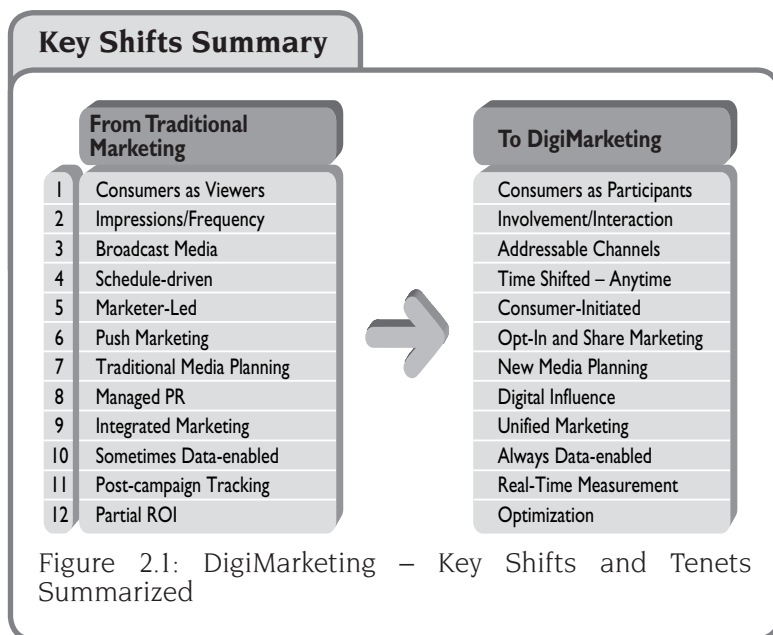 Key Shifts Summary
From Traditional
Marketing
To DigiMarketing
1 Consumers as Viewers Consumers as Participants
2 Impressions/Frequency Involvement/Interaction
3 Broadcast Media Addressable Channels
4 Schedule-driven Time Shifted – Anytime
5 Marketer-Led Consumer-Initiated
6 Push Marketing Opt-In and Share Marketing
7 Traditional Media Planning New Media Planning
8 Managed PR Digital Influence
9 Integrated Marketing Unified Marketing
10 Sometimes Data-enabled Always Data-enabled
11 Post-campaign Tracking Real-Time Measurement
12 Partial ROI Optimization
Figure 2.1: DigiMarketing – Key Shifts and Tenets
Summarized